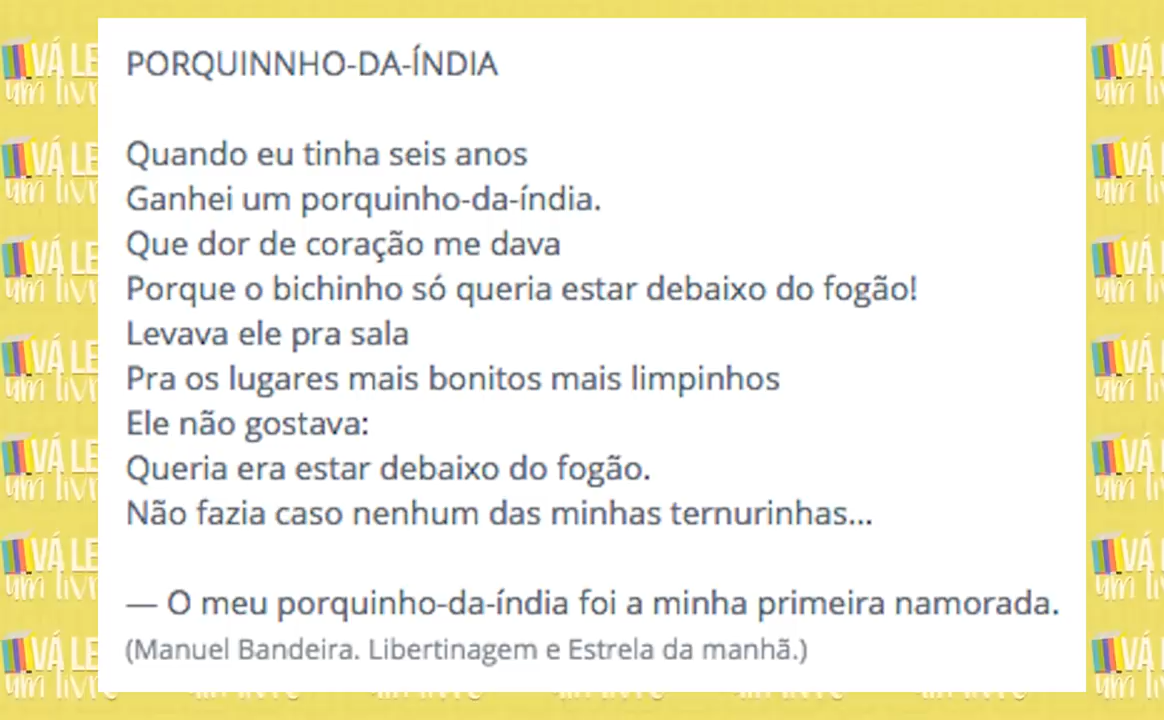 PORQUINNHO-DA-ÍNDIA
Quando eu tinha seis anos
Ganhei um porquinho-da-índia.
Que dor de coração me dava
Porque o bichinho só queria estar debaixo do fogão!
Levava ele pra sala
Pra os lugares mais bonitos mais limpinhos
Ele não gostava:
Queria era estar debaixo do fogão.
Não fazia caso nenhum das minhas ternurinhas...
— O meu porquinho-da-índia foi a minha primeira namorada.
(Manuel Bandeira. Libertinagem e Estrela da manhã.)